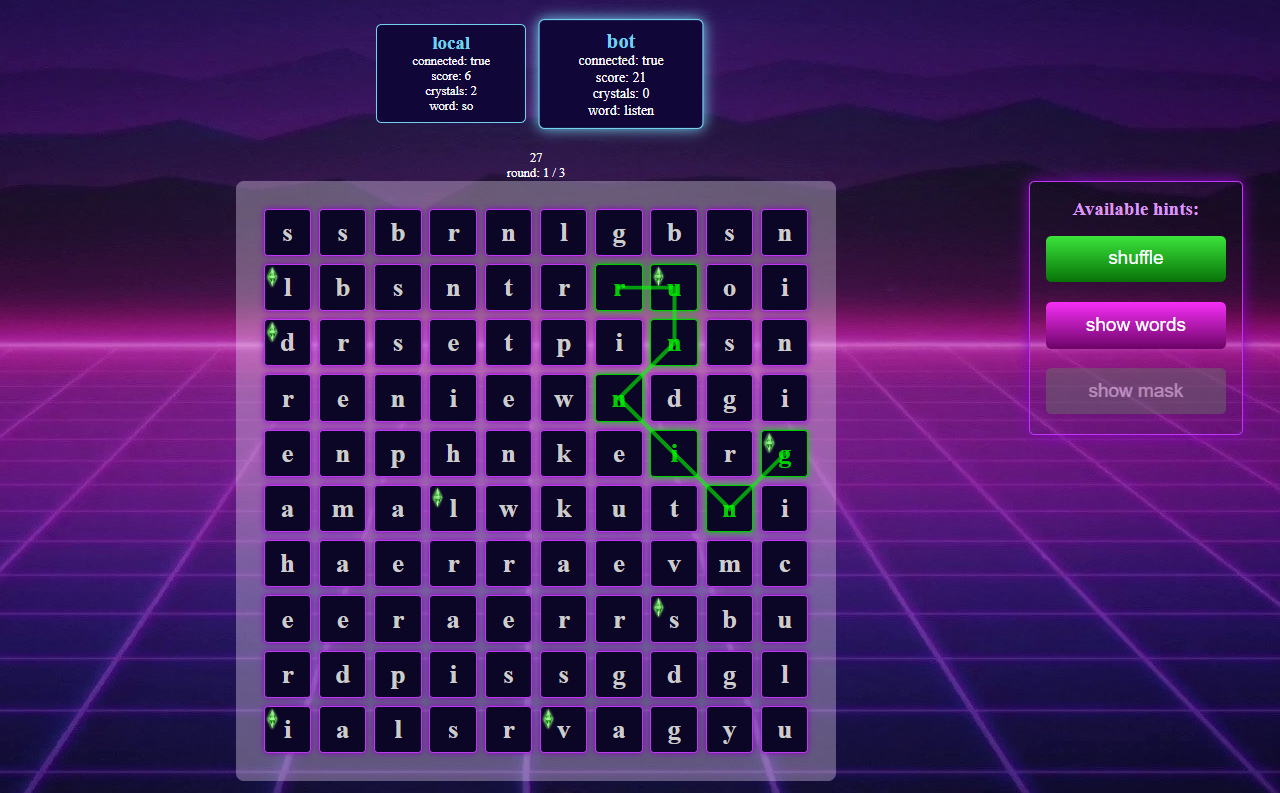 local
connected: true
score: 6
crystals: 2
word: so
bot
connected: true
score: 21
crystals: 0
word: listen
27
round: 1 / 3
s s b r n l g b s n
l b s n t r r u o i
d r s e t p i n s n
r e n i e w n d g i
e n p h n k e i r g
a m a l w k u t n i
h a e r r a e v m c
e e r a e r r s b u
r d p i s s g d g l
i a l s r v a g y u
Available hints:
shuffle
show words
show mask